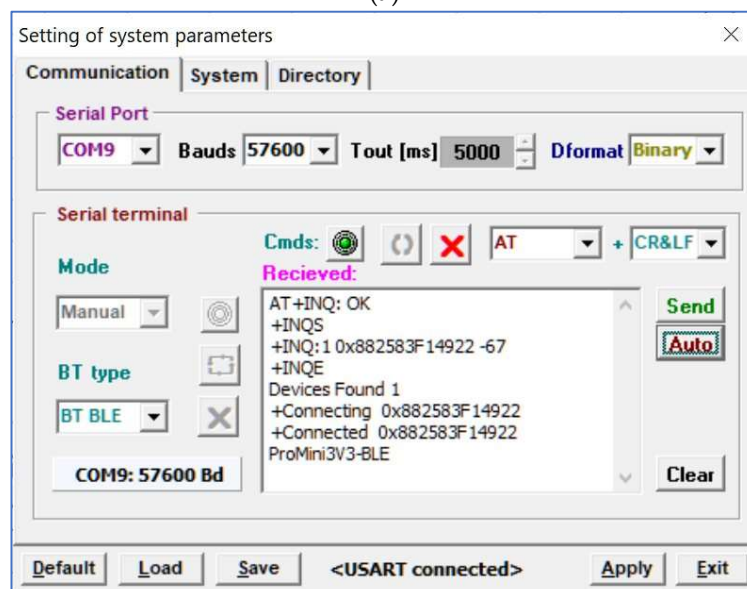 Setting of system parameters
Communication System Directory
Serial Port
COM9 Bauds 57600 Tout [ms] 5000 Dformat Binary
Serial terminal
Cmds: AT + CR&LF
Mode
Recieved:
Manual
BT type
BT BLE
COM9: 57600 Bd
AT+INQ: OK
+INQS
+INQ:1 0x882583F14922 -67
+INQE
Devices Found 1
+Connecting 0x882583F14922
+Connected 0x882583F14922
ProMini3V3-BLE
Send
Auto
Clear
Default Load Save <USART connected> Apply Exit